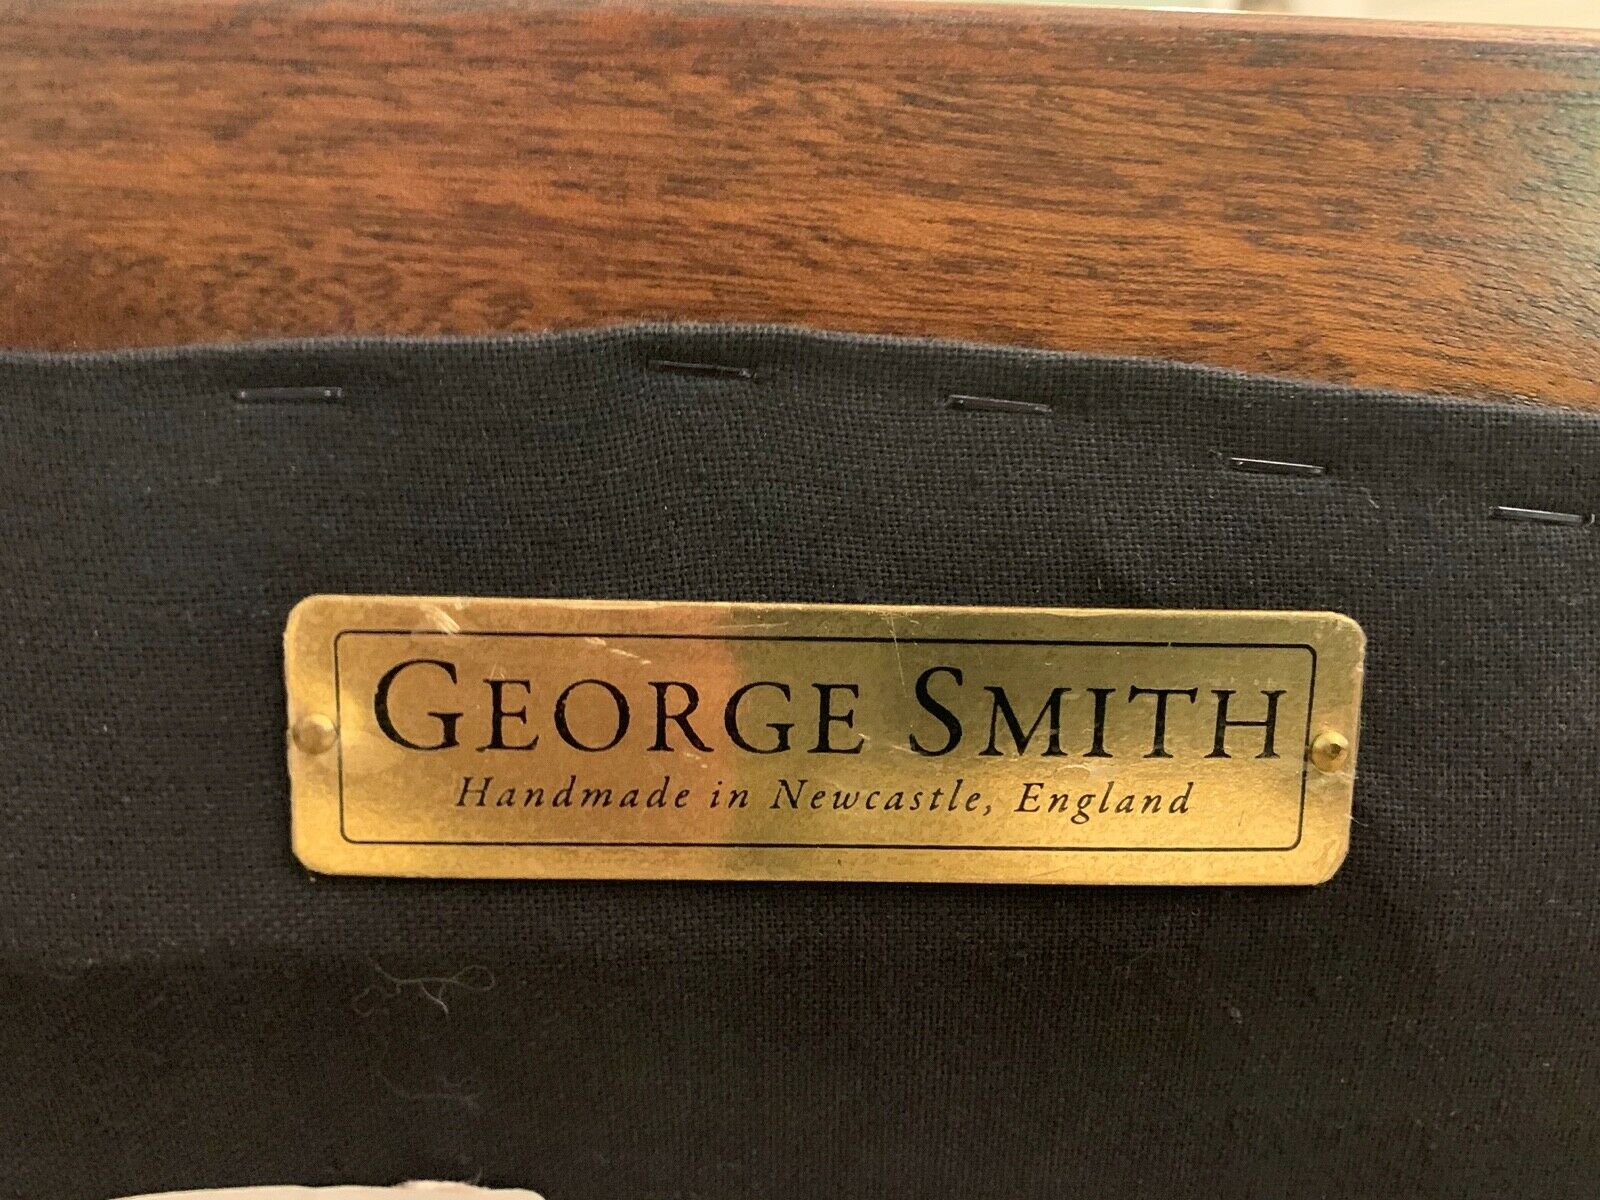 GEORGE SMITH
Handmade in Newcastle, England